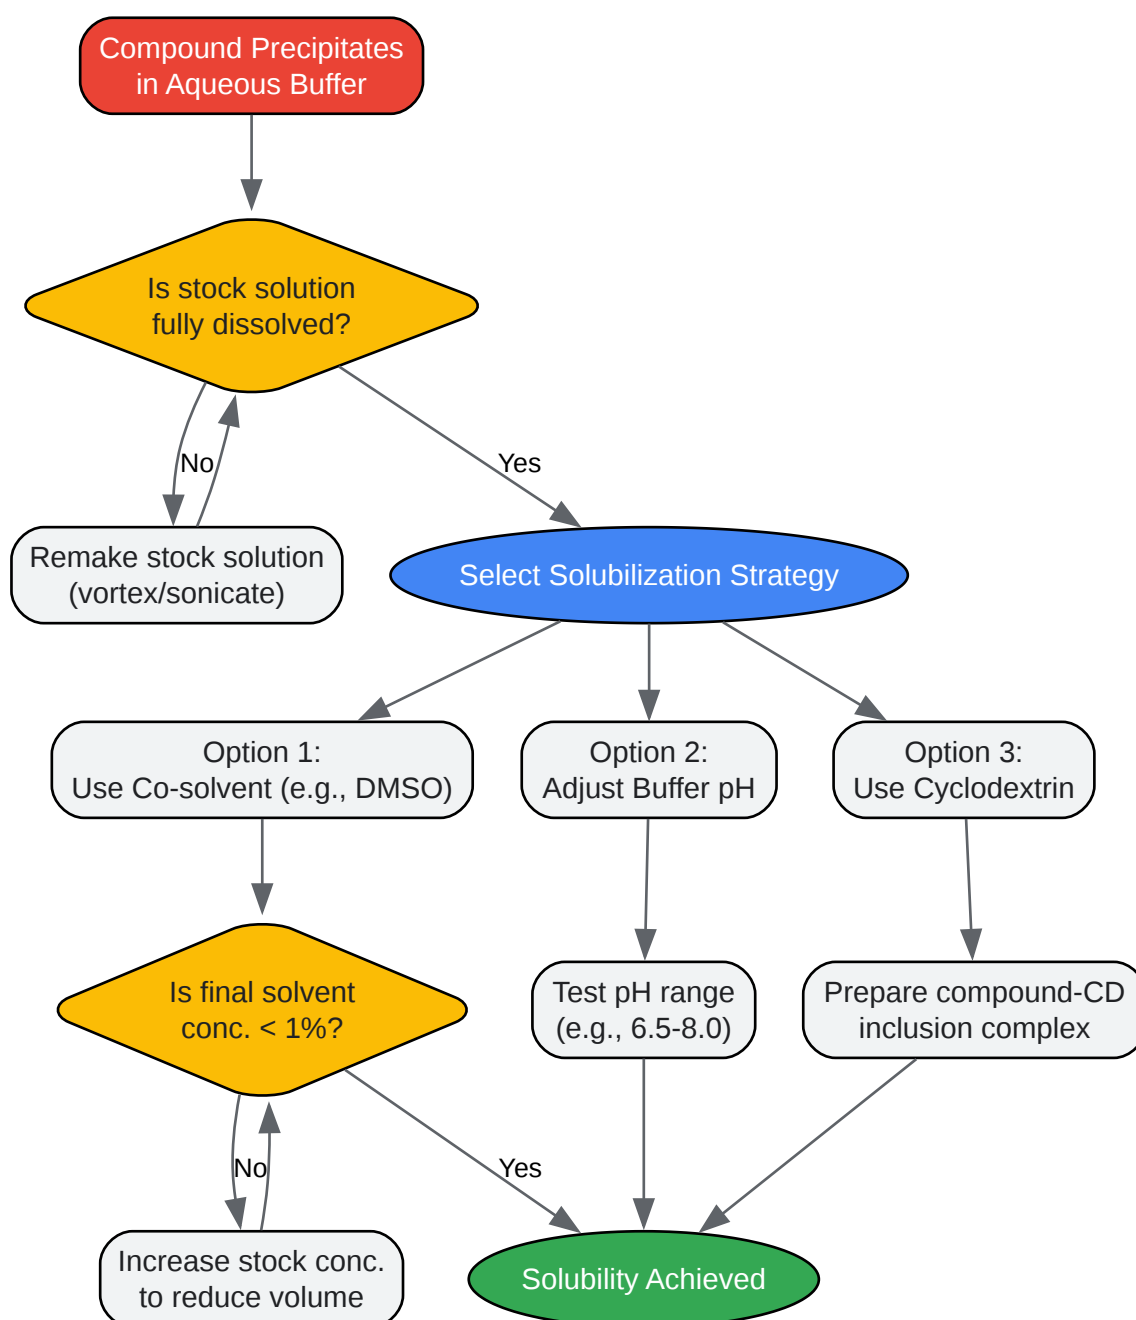 Compound Precipitates
in Aqueous Buffer
Is stock solution
fully dissolved?
No
Yes
Remake stock solution
(vortex/sonicate)
Select Solubilization Strategy
Option 1:
Use Co-solvent (e.g., DMSO)
Option 2:
Adjust Buffer pH
Option 3:
Use Cyclodextrin
Is final solvent
conc. < 1%?
Test pH range
(e.g., 6.5-8.0)
Prepare compound-CD
inclusion complex
No
Yes
Increase stock conc.
to reduce volume
Solubility Achieved